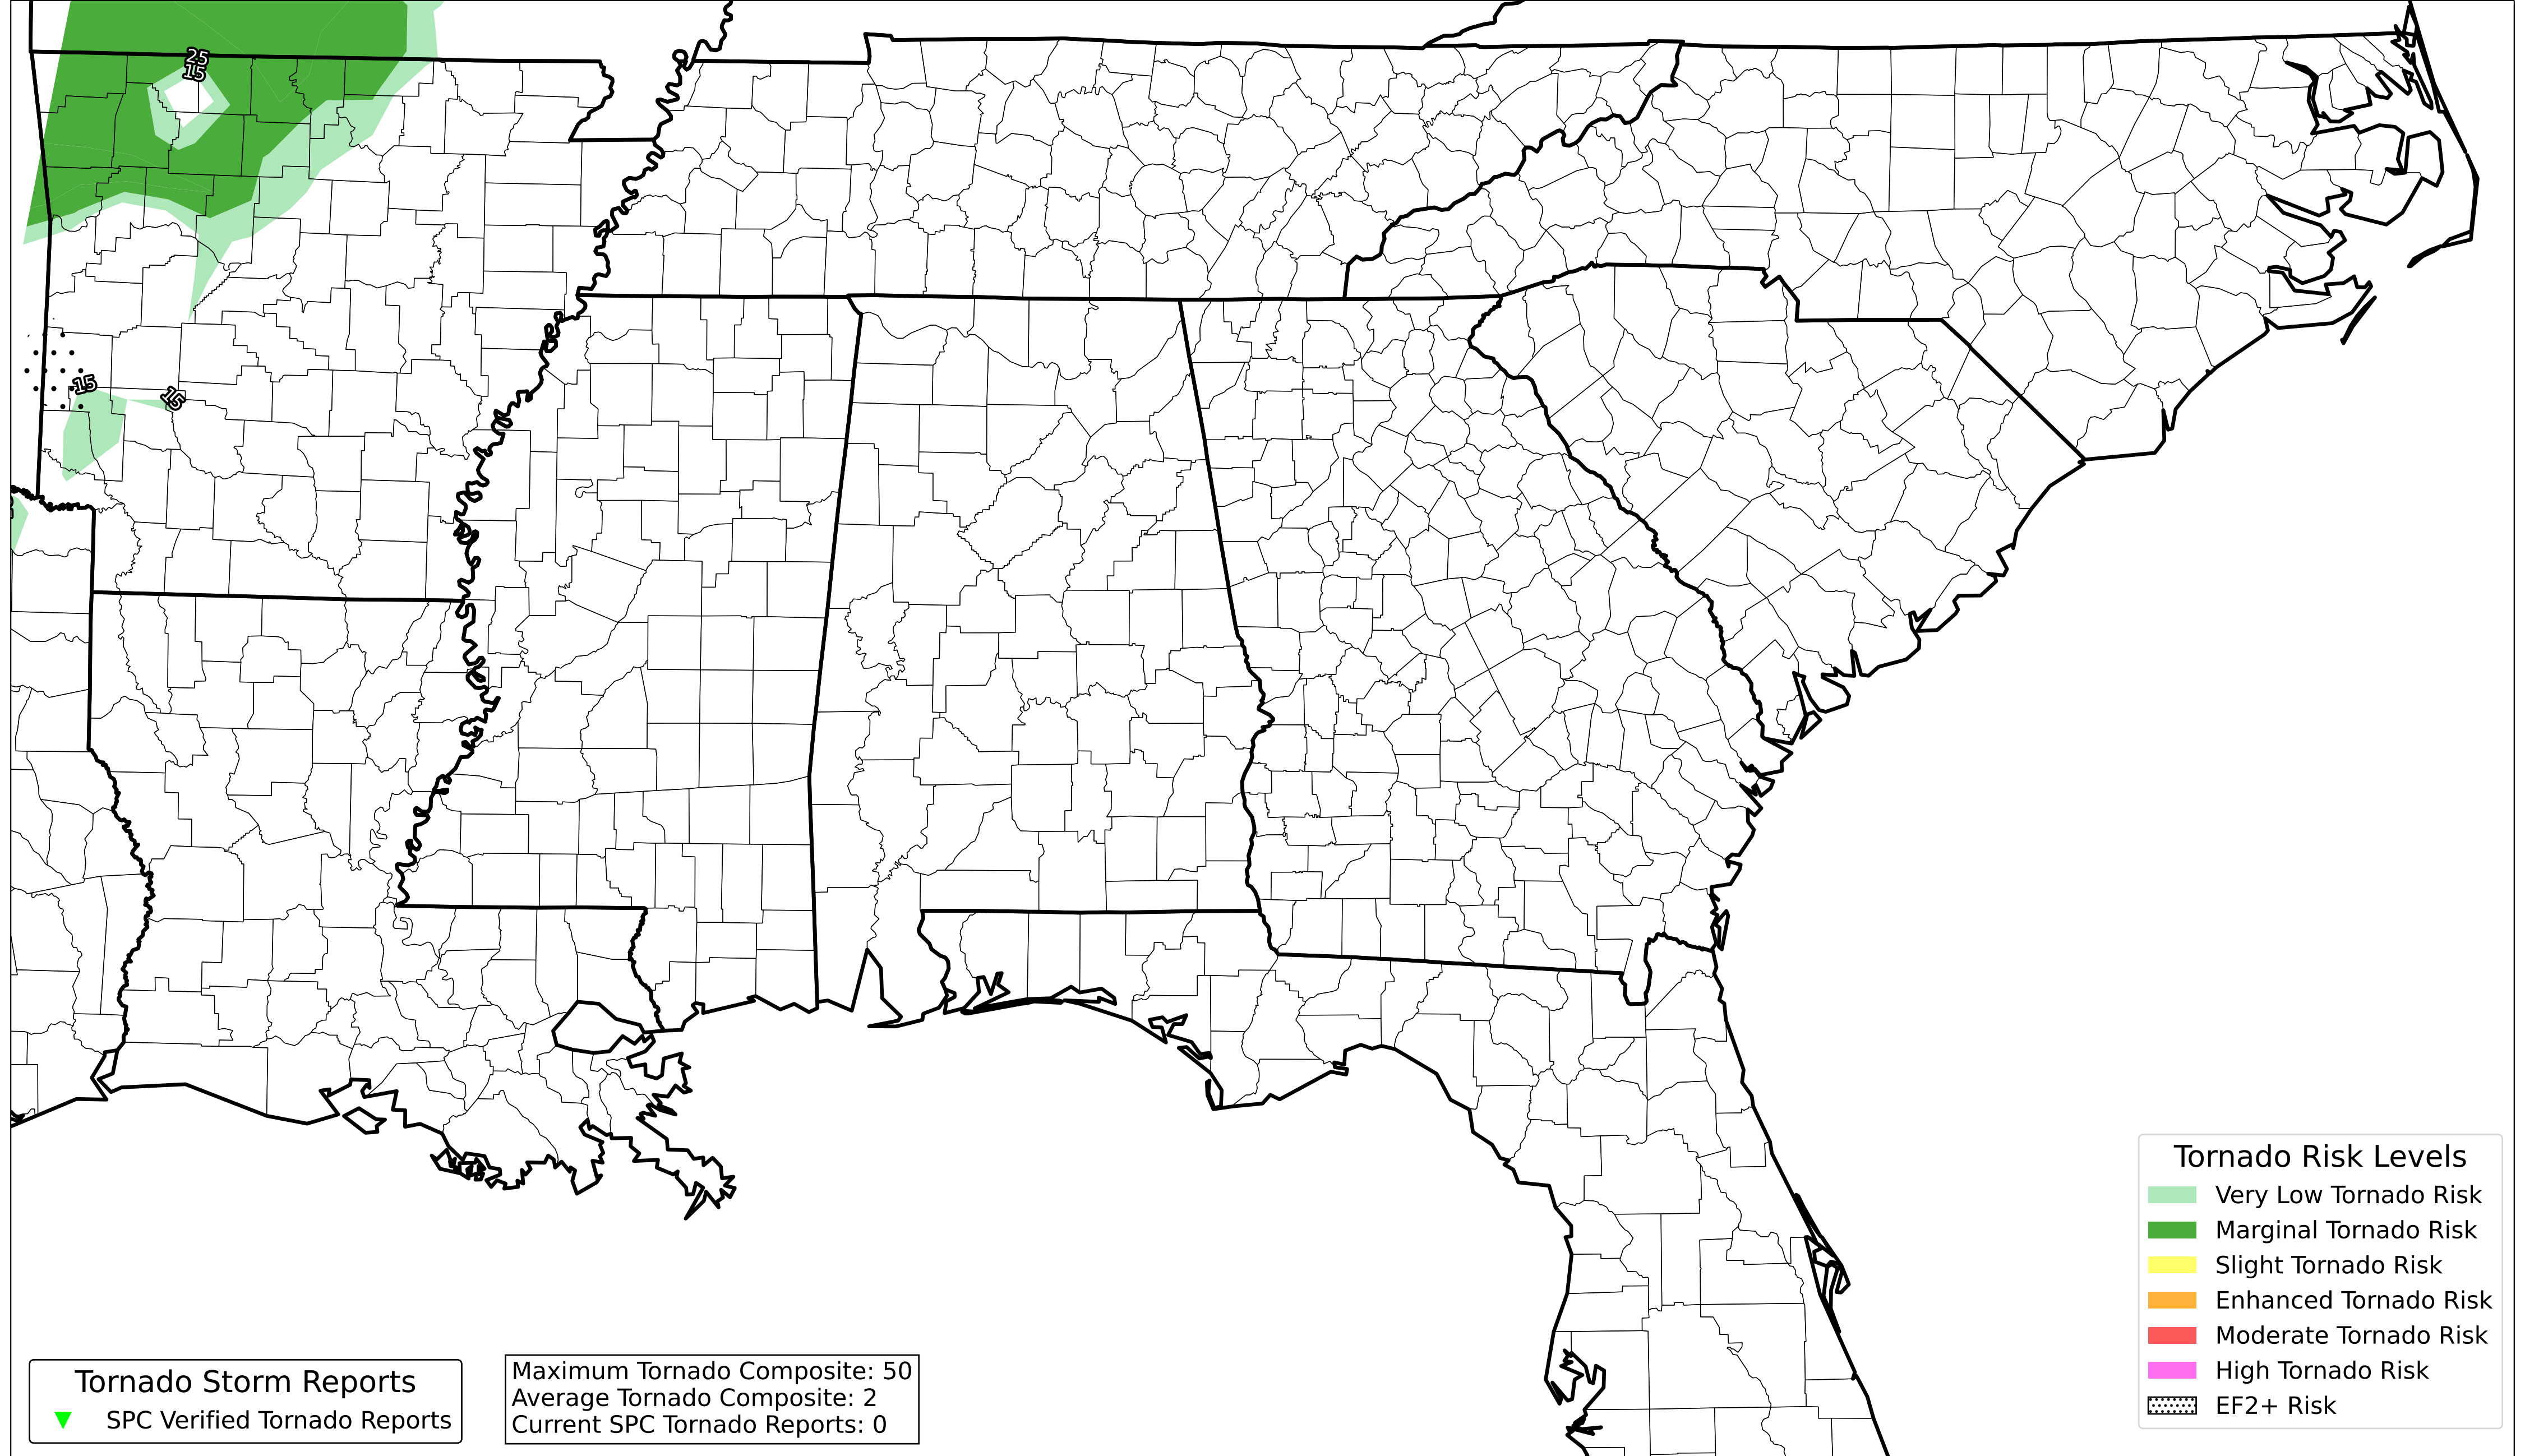 25
15
15
15
Tornado Storm Reports
SPC Verified Tornado Reports
Maximum Tornado Composite: 50
Average Tornado Composite: 2
Current SPC Tornado Reports: 0
Tornado Risk Levels
Very Low Tornado Risk
Marginal Tornado Risk
Slight Tornado Risk
Enhanced Tornado Risk
Moderate Tornado Risk
High Tornado Risk
EF2+ Risk